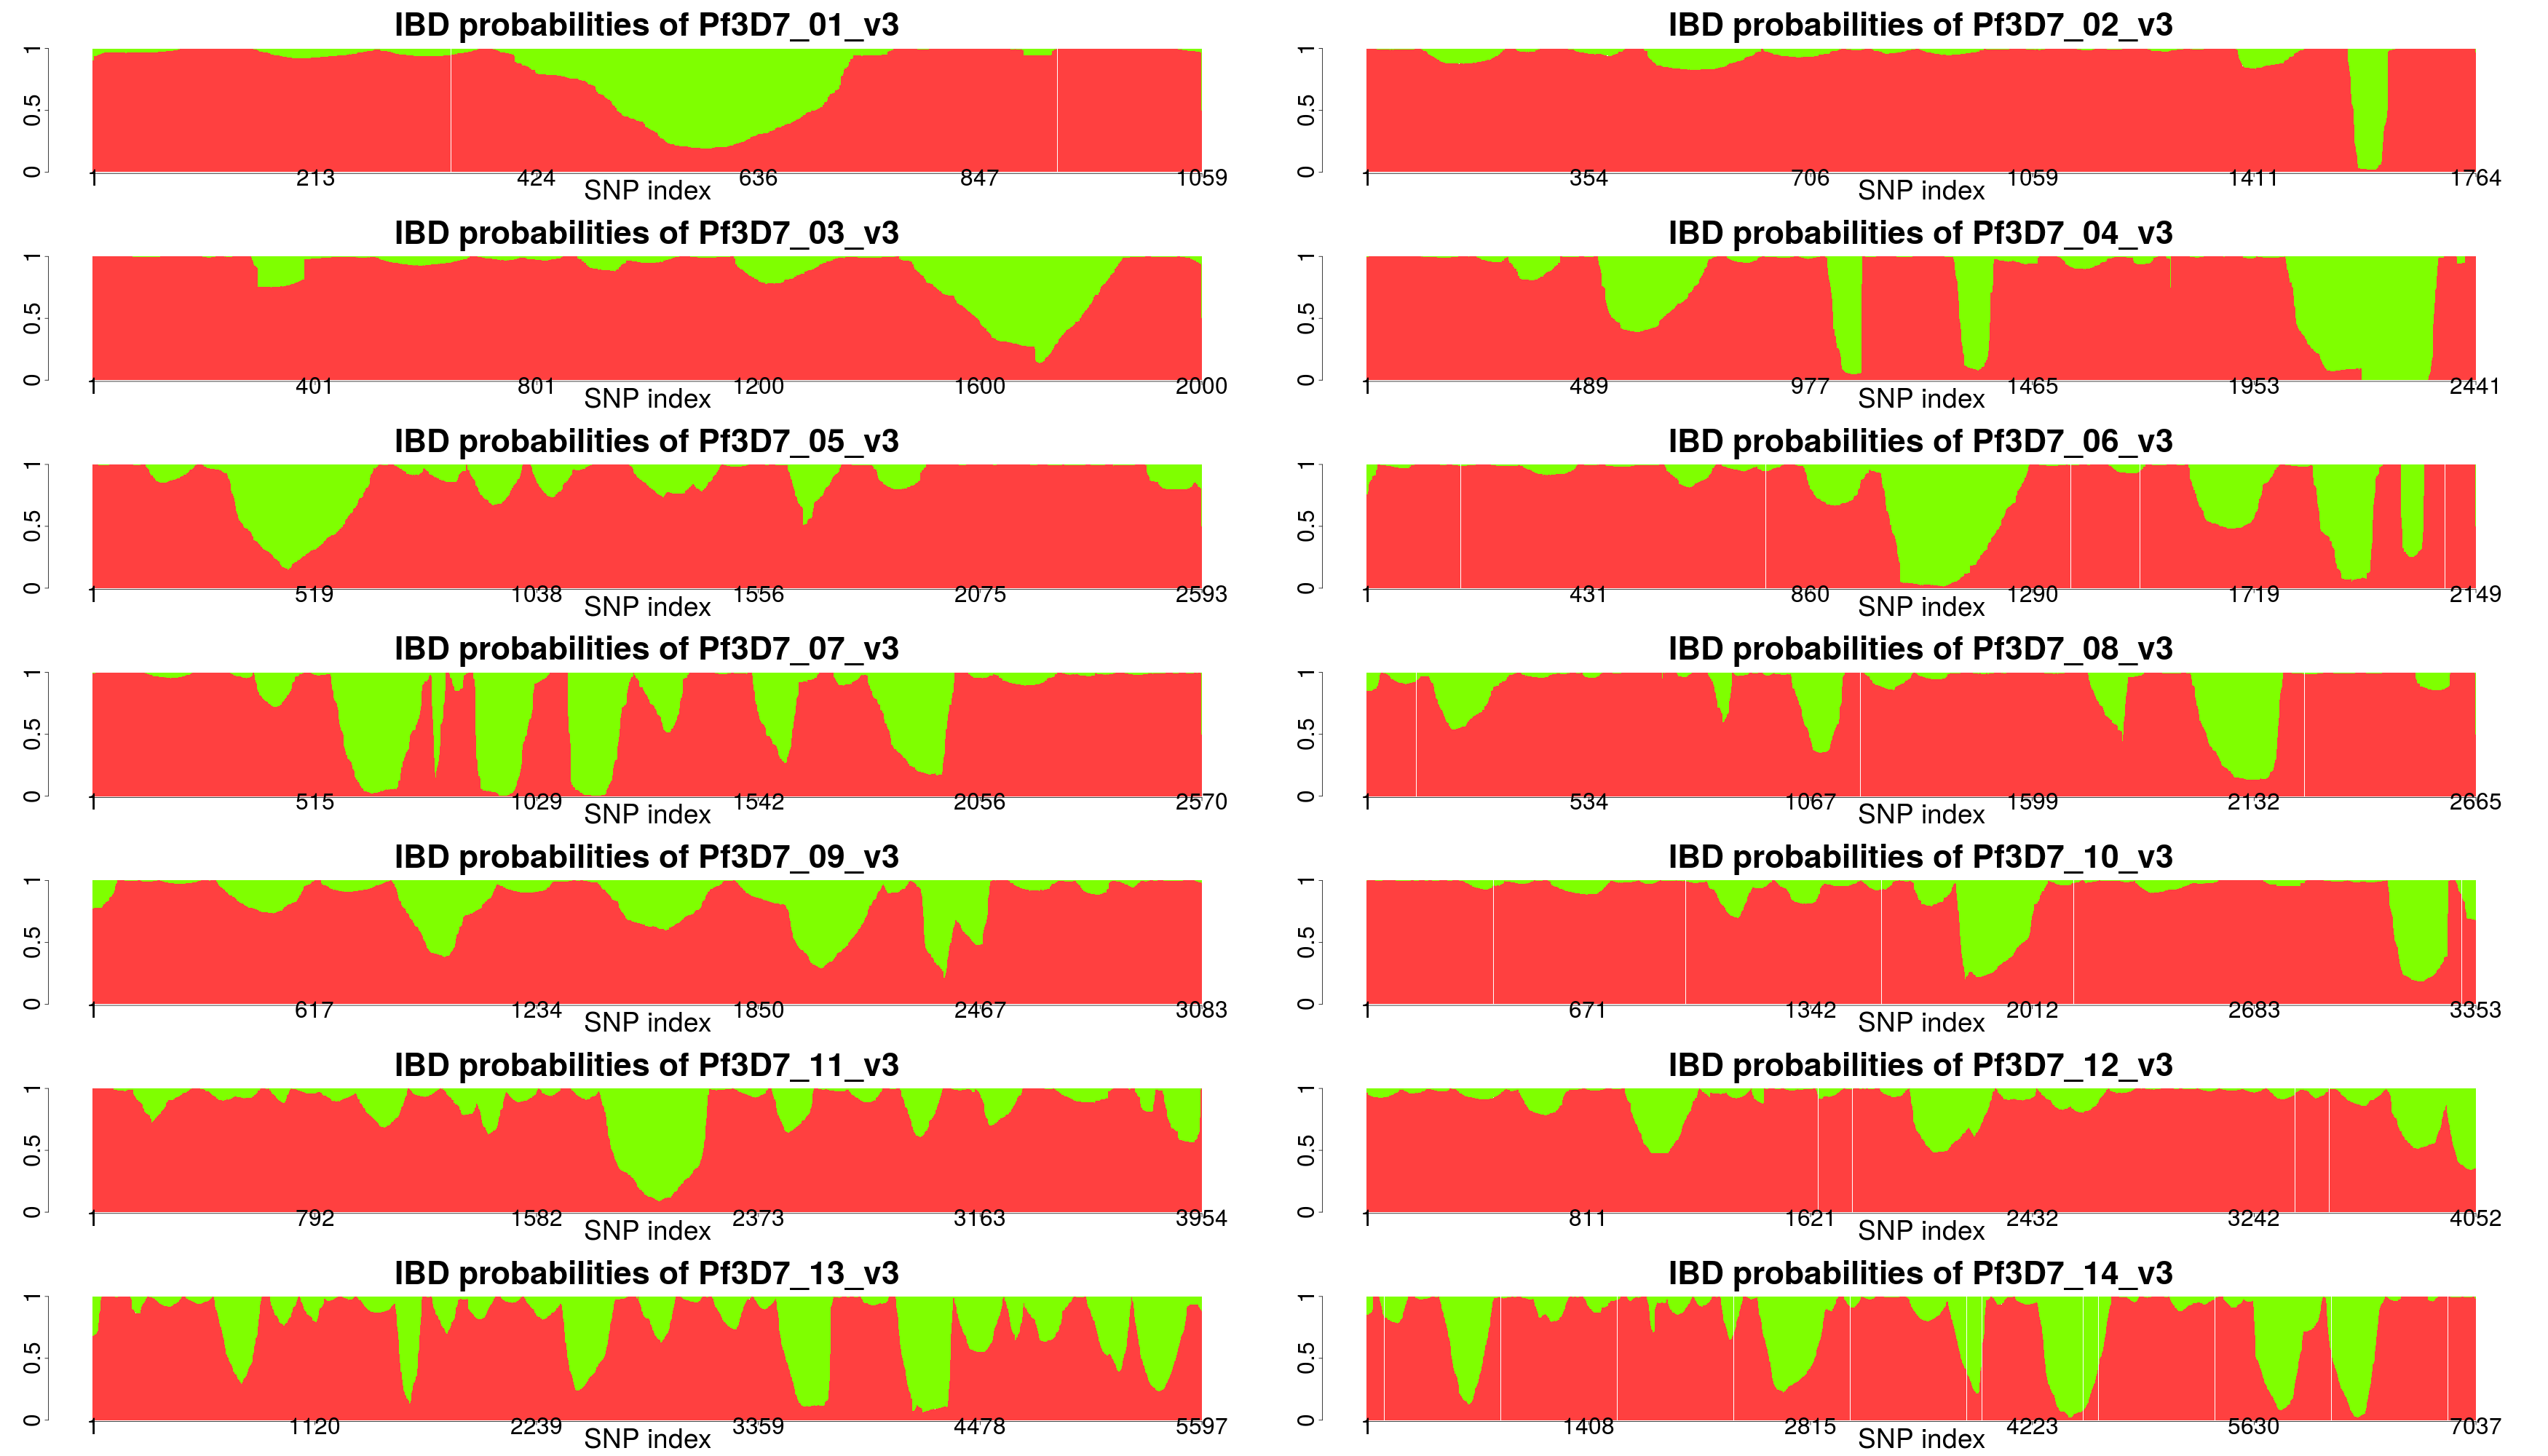 IBD probabilities of Pf3D7_01_v3
0 0.5 1
1 213 424 636 847 1059
SNP index
IBD probabilities of Pf3D7_02_v3
0 0.5 1
1 354 706 1059 1411 1764
SNP index
IBD probabilities of Pf3D7_03_v3
0 0.5 1
1 401 801 1200 1600 2000
SNP index
IBD probabilities of Pf3D7_04_v3
0 0.5 1
1 489 977 1465 1953 2441
SNP index
IBD probabilities of Pf3D7_05_v3
0 0.5 1
1 519 1038 1556 2075 2593
SNP index
IBD probabilities of Pf3D7_06_v3
0 0.5 1
1 431 860 1290 1719 2149
SNP index
IBD probabilities of Pf3D7_07_v3
0 0.5 1
1 515 1029 1542 2056 2570
SNP index
IBD probabilities of Pf3D7_08_v3
0 0.5 1
1 534 1067 1599 2132 2665
SNP index
IBD probabilities of Pf3D7_09_v3
0 0.5 1
1 617 1234 1850 2467 3083
SNP index
IBD probabilities of Pf3D7_10_v3
0 0.5 1
1 671 1342 2012 2683 3353
SNP index
IBD probabilities of Pf3D7_11_v3
0 0.5 1
1 792 1582 2373 3163 3954
SNP index
IBD probabilities of Pf3D7_12_v3
0 0.5 1
1 811 1621 2432 3242 4052
SNP index
IBD probabilities of Pf3D7_13_v3
0 0.5 1
1 1120 2239 3359 4478 5597
SNP index
IBD probabilities of Pf3D7_14_v3
0 0.5 1
1 1408 2815 4223 5630 7037
SNP index